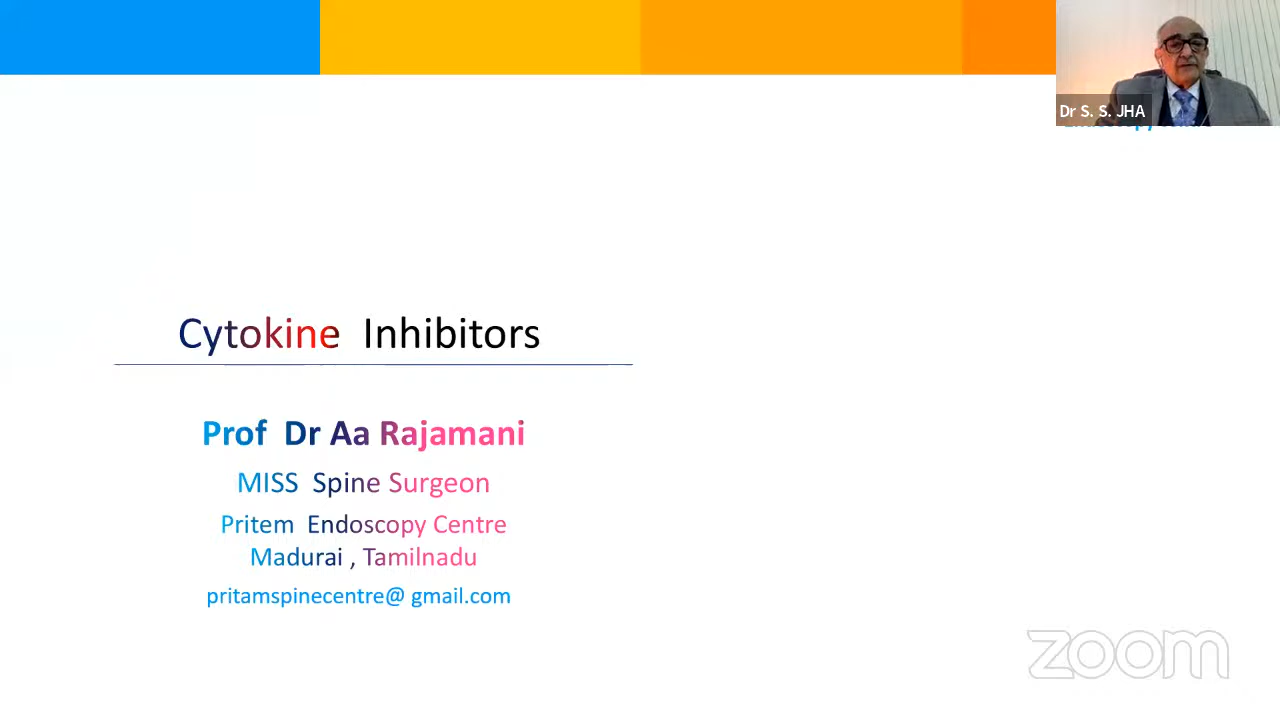 Dr S. S. JHA
Cytokine Inhibitors
Prof Dr Aa Rajamani
MISS Spine Surgeon
Pritem Endoscopy Centre
Madurai , Tamilnadu
pritamspinecentre@ gmail.com
zoom